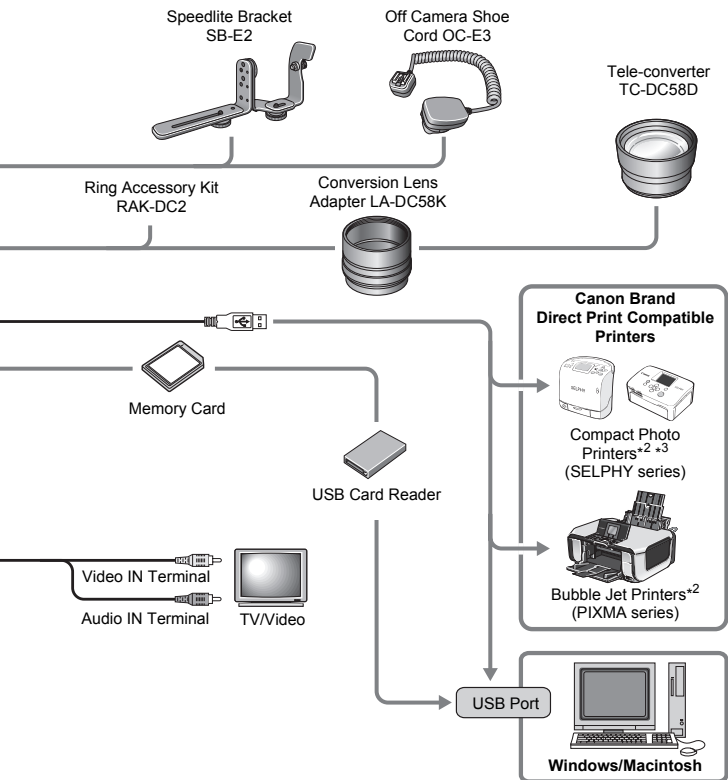 Speedlite Bracket
SB-E2
Off Camera Shoe
Cord OC-E3
Tele-converter
TC-DC58D
Ring Accessory Kit
RAK-DC2
Conversion Lens
Adapter LA-DC58K
Canon Brand
Direct Print Compatible
Printers
SELPHY
Compact Photo
Printers*2 *3
(SELPHY series)
Memory Card
USB Card Reader
Bubble Jet Printers*2
(PIXMA series)
Video IN Terminal
Audio IN Terminal
TV/Video
USB Port
Windows/Macintosh